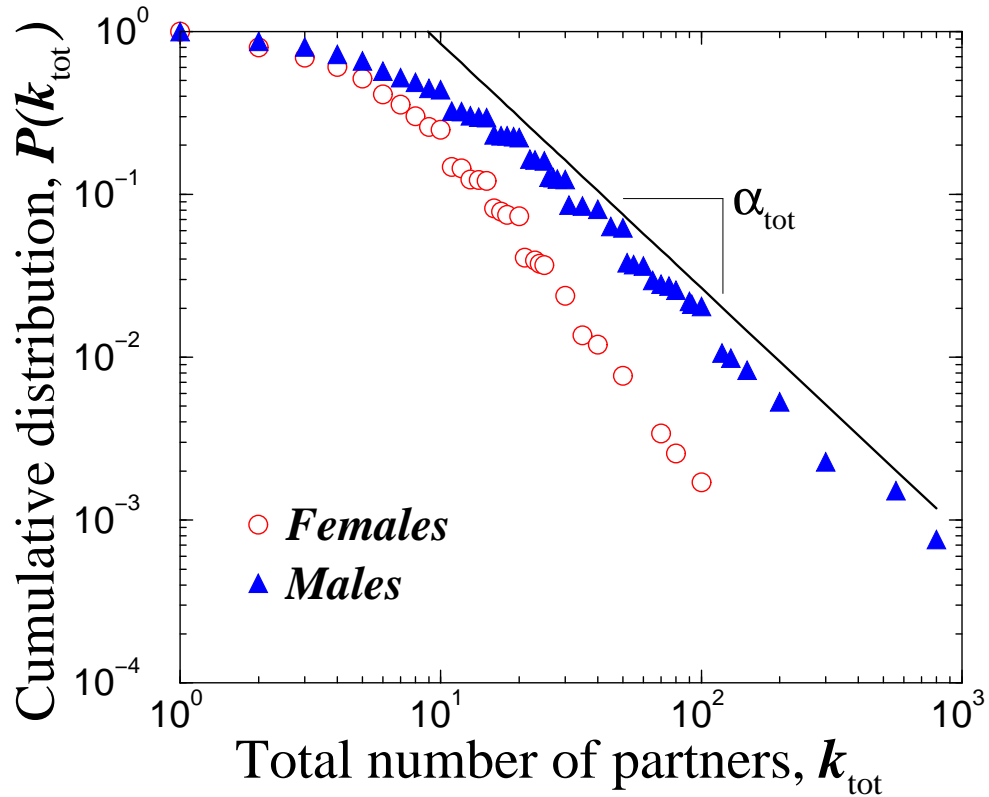 Cumulative distribution, P(k_tot)
10^0
10^−1
10^−2
10^−3
10^−4
α_tot
Females
Males
10^0 10^1 10^2 10^3
Total number of partners, k_tot